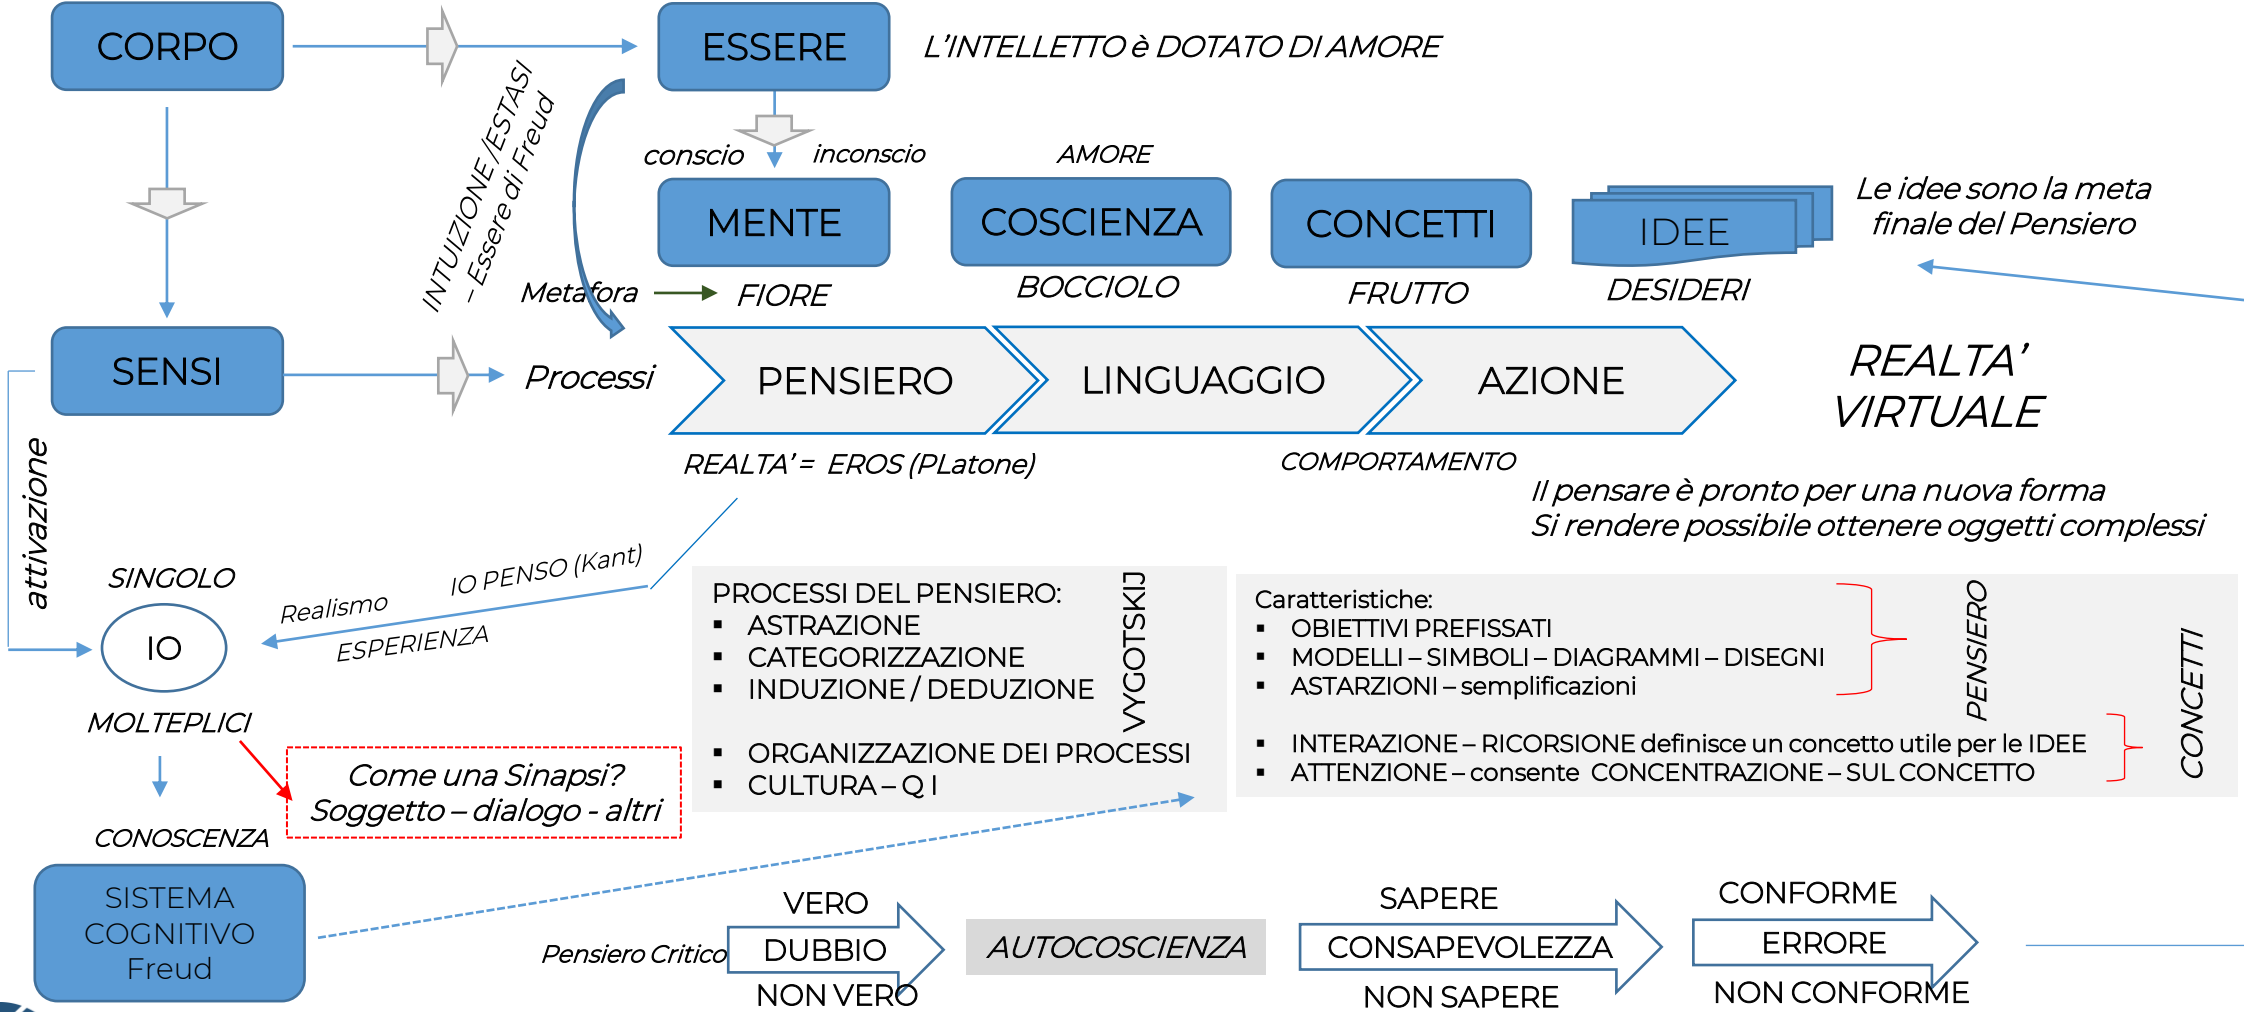 CORPO
ESSERE
L'INTELLETTO è DOTATO DI AMORE
INTUIZIONE /ESTASI
– Essere di Freud
conscio
inconscio
AMORE
MENTE
COSCIENZA
CONCETTI
IDEE
Le idee sono la meta
finale del Pensiero
Metafora
FIORE
BOCCIOLO
FRUTTO
DESIDERI
SENSI
Processi
PENSIERO
LINGUAGGIO
AZIONE
REALTA'
VIRTUALE
attivazione
REALTA' = EROS (PLatone)
COMPORTAMENTO
Il pensare è pronto per una nuova forma
Si rendere possibile ottenere oggetti complessi
SINGOLO
IO
MOLTEPLICI
Realismo
IO PENSO (Kant)
ESPERIENZA
PROCESSI DEL PENSIERO:
▪ ASTRAZIONE
▪ CATEGORIZZAZIONE
▪ INDUZIONE / DEDUZIONE
▪ ORGANIZZAZIONE DEI PROCESSI
▪ CULTURA – Q I
VYGOTSKIJ
Caratteristiche:
▪ OBIETTIVI PREFISSATI
▪ MODELLI – SIMBOLI – DIAGRAMMI – DISEGNI
▪ ASTARZIONI – semplificazioni
▪ INTERAZIONE – RICORSIONE definisce un concetto utile per le IDEE
▪ ATTENZIONE – consente CONCENTRAZIONE – SUL CONCETTO
PENSIERO
CONCETTI
Come una Sinapsi?
Soggetto – dialogo - altri
CONOSCENZA
SISTEMA
COGNITIVO
Freud
Pensiero Critico
VERO
DUBBIO
NON VERO
AUTOCOSCIENZA
SAPERE
CONSAPEVOLEZZA
NON SAPERE
CONFORME
ERRORE
NON CONFORME